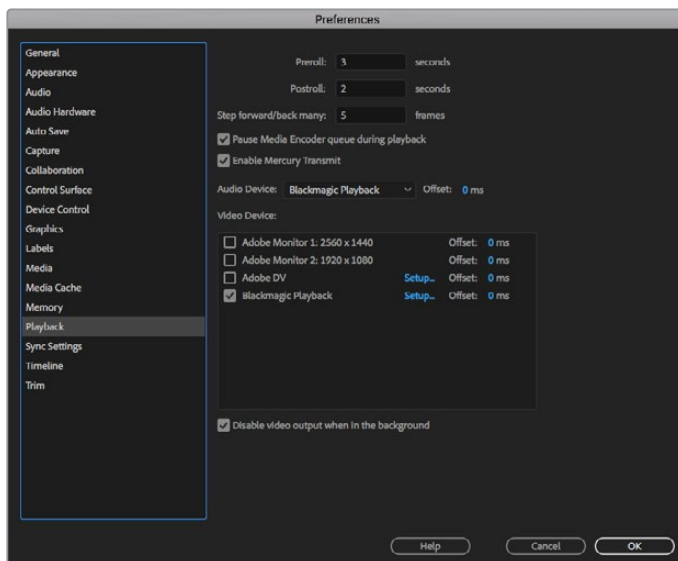 Preferences
General
Appearance
Audio
Audio Hardware
Auto Save
Capture
Collaboration
Control Surface
Device Control
Graphics
Labels
Media
Media Cache
Memory
Playback
Sync Settings
Timeline
Trim
Preroll: 3 seconds
Postroll: 2 seconds
Step forward/back many: 5 frames
Pause Media Encoder queue during playback
Enable Mercury Transmit
Audio Device: Blackmagic Playback Offset: 0 ms
Video Device:
Adobe Monitor 1: 2560 x 1440 Offset: 0 ms
Adobe Monitor 2: 1920 x 1080 Offset: 0 ms
Adobe DV Setup... Offset: 0 ms
Blackmagic Playback Setup... Offset: 0 ms
Disable video output when in the background
Help Cancel OK